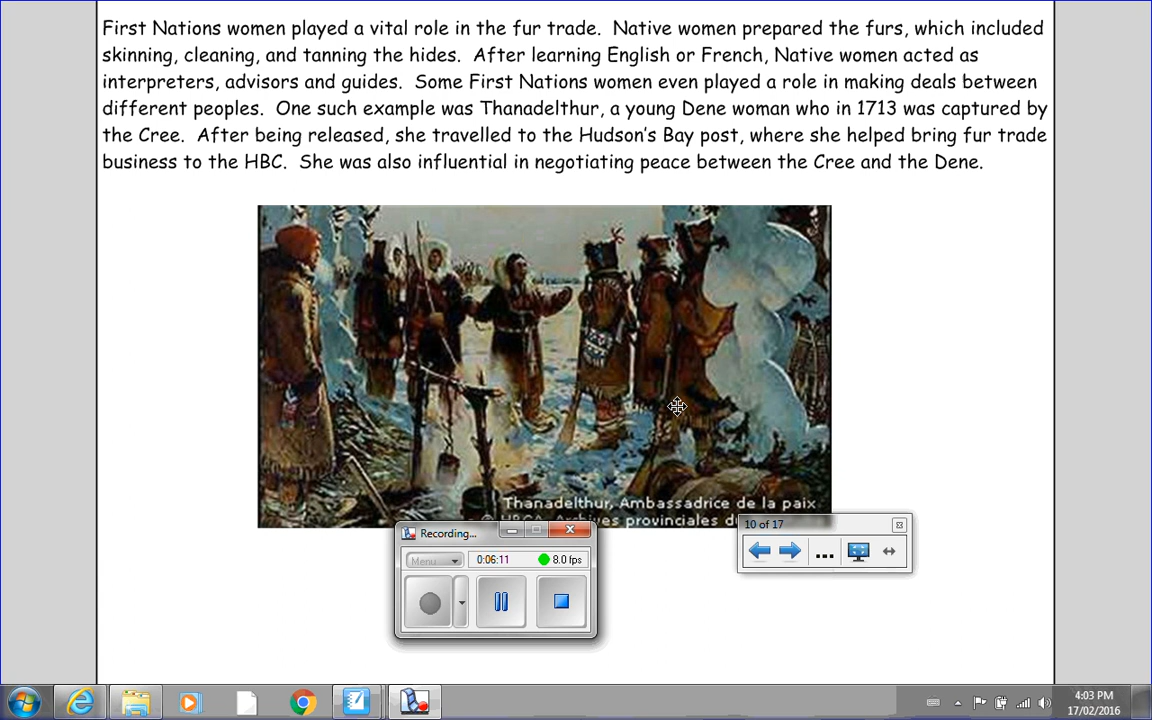 First Nations women played a vital role in the fur trade.  Native women prepared the furs, which included
skinning, cleaning, and tanning the hides.  After learning English or French, Native women acted as
interpreters, advisors and guides.  Some First Nations women even played a role in making deals between
different peoples.  One such example was Thanadelthur, a young Dene woman who in 1713 was captured by
the Cree.  After being released, she travelled to the Hudson's Bay post, where she helped bring fur trade
business to the HBC.  She was also influential in negotiating peace between the Cree and the Dene.
Thanadelthur, Ambassadrice de la paix
© HBCA, Archives provinciales du
10 of 17
Recording...
Menu
0:06:11
8.0 fps
4:03 PM
17/02/2016